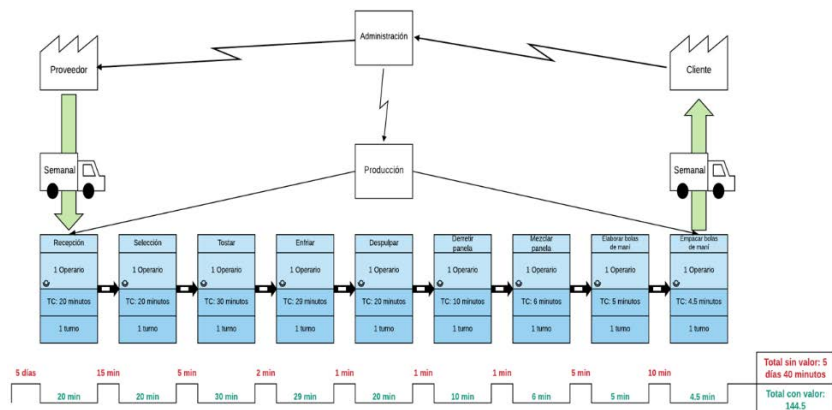 Administración
Proveedor
Cliente
Semanal
Producción
Semanal
Recepción
1 Operario
TC: 20 minutos
1 turno
Selección
1 Operario
TC: 20 minutos
1 turno
Tostar
1 Operario
TC: 30 minutos
1 turno
Enfriar
1 Operario
TC: 29 minutos
1 turno
Despulpar
1 Operario
TC: 20 minutos
1 turno
Derretir
panela
1 Operario
TC: 10 minutos
1 turno
Mezclar
panela
1 Operario
TC: 6 minutos
1 turno
Elaborar bolas
de maní
1 Operario
TC: 5 minutos
1 turno
Empacar bolas
de maní
1 Operario
TC: 4.5 minutos
1 turno
5 días 15 min 5 min 2 min 1 min 1 min 1 min 5 min 10 min
20 min 20 min 30 min 29 min 20 min 10 min 6 min 5 min 4.5 min
Total sin valor: 5
días 40 minutos
Total con valor:
144.5